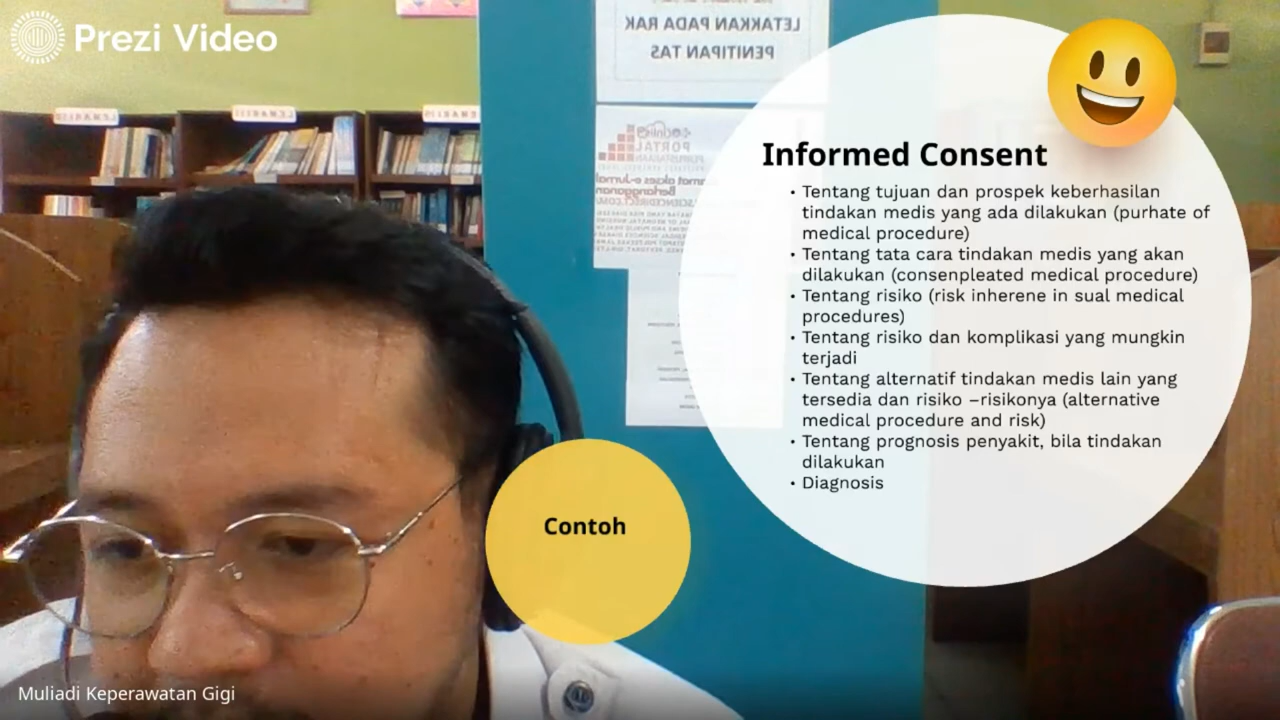 Prezi Video
LETAKKAN PADA RAK
PENITIPAN TAS
PORTAL
Informed Consent
• Tentang tujuan dan prospek keberhasilan
tindakan medis yang ada dilakukan (purhate of
medical procedure)
• Tentang tata cara tindakan medis yang akan
dilakukan (consenpleated medical procedure)
• Tentang risiko (risk inherene in sual medical
procedures)
• Tentang risiko dan komplikasi yang mungkin
terjadi
• Tentang alternatif tindakan medis lain yang
tersedia dan risiko –risikonya (alternative
medical procedure and risk)
• Tentang prognosis penyakit, bila tindakan
dilakukan
• Diagnosis
Contoh
Muliadi Keperawatan Gigi